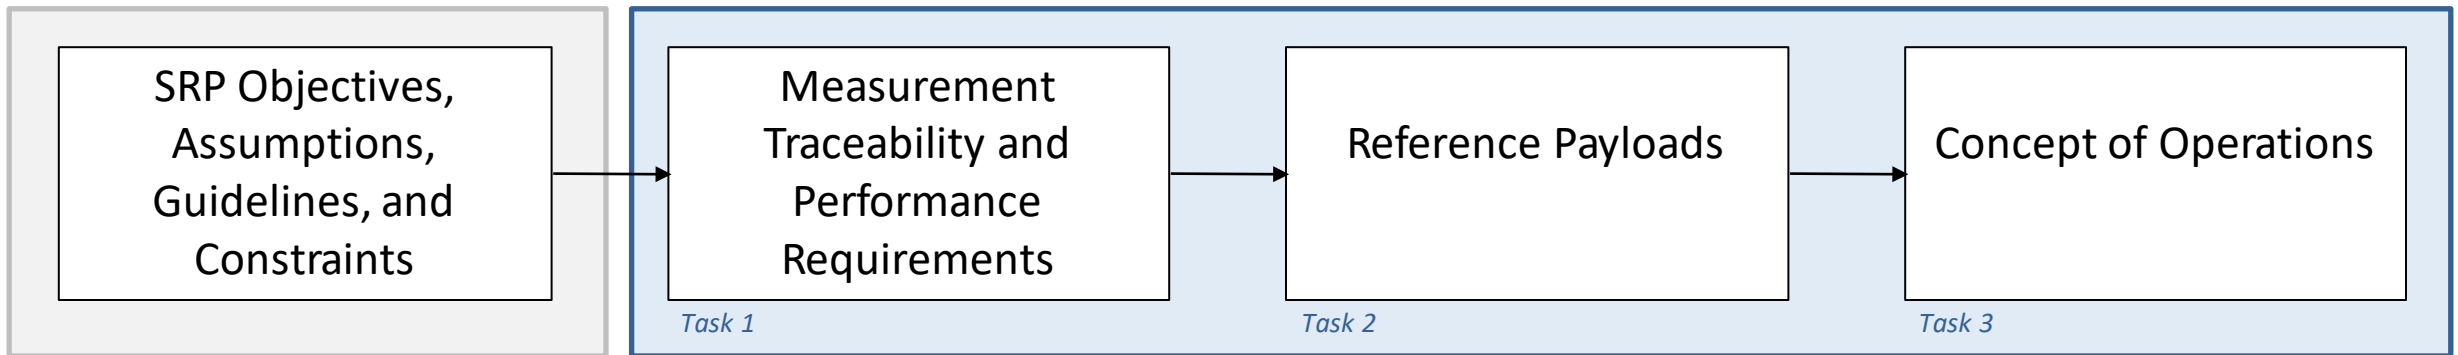 SRP Objectives,
Assumptions,
Guidelines, and
Constraints
Measurement
Traceability and
Performance
Requirements
Task 1
Reference Payloads
Task 2
Concept of Operations
Task 3